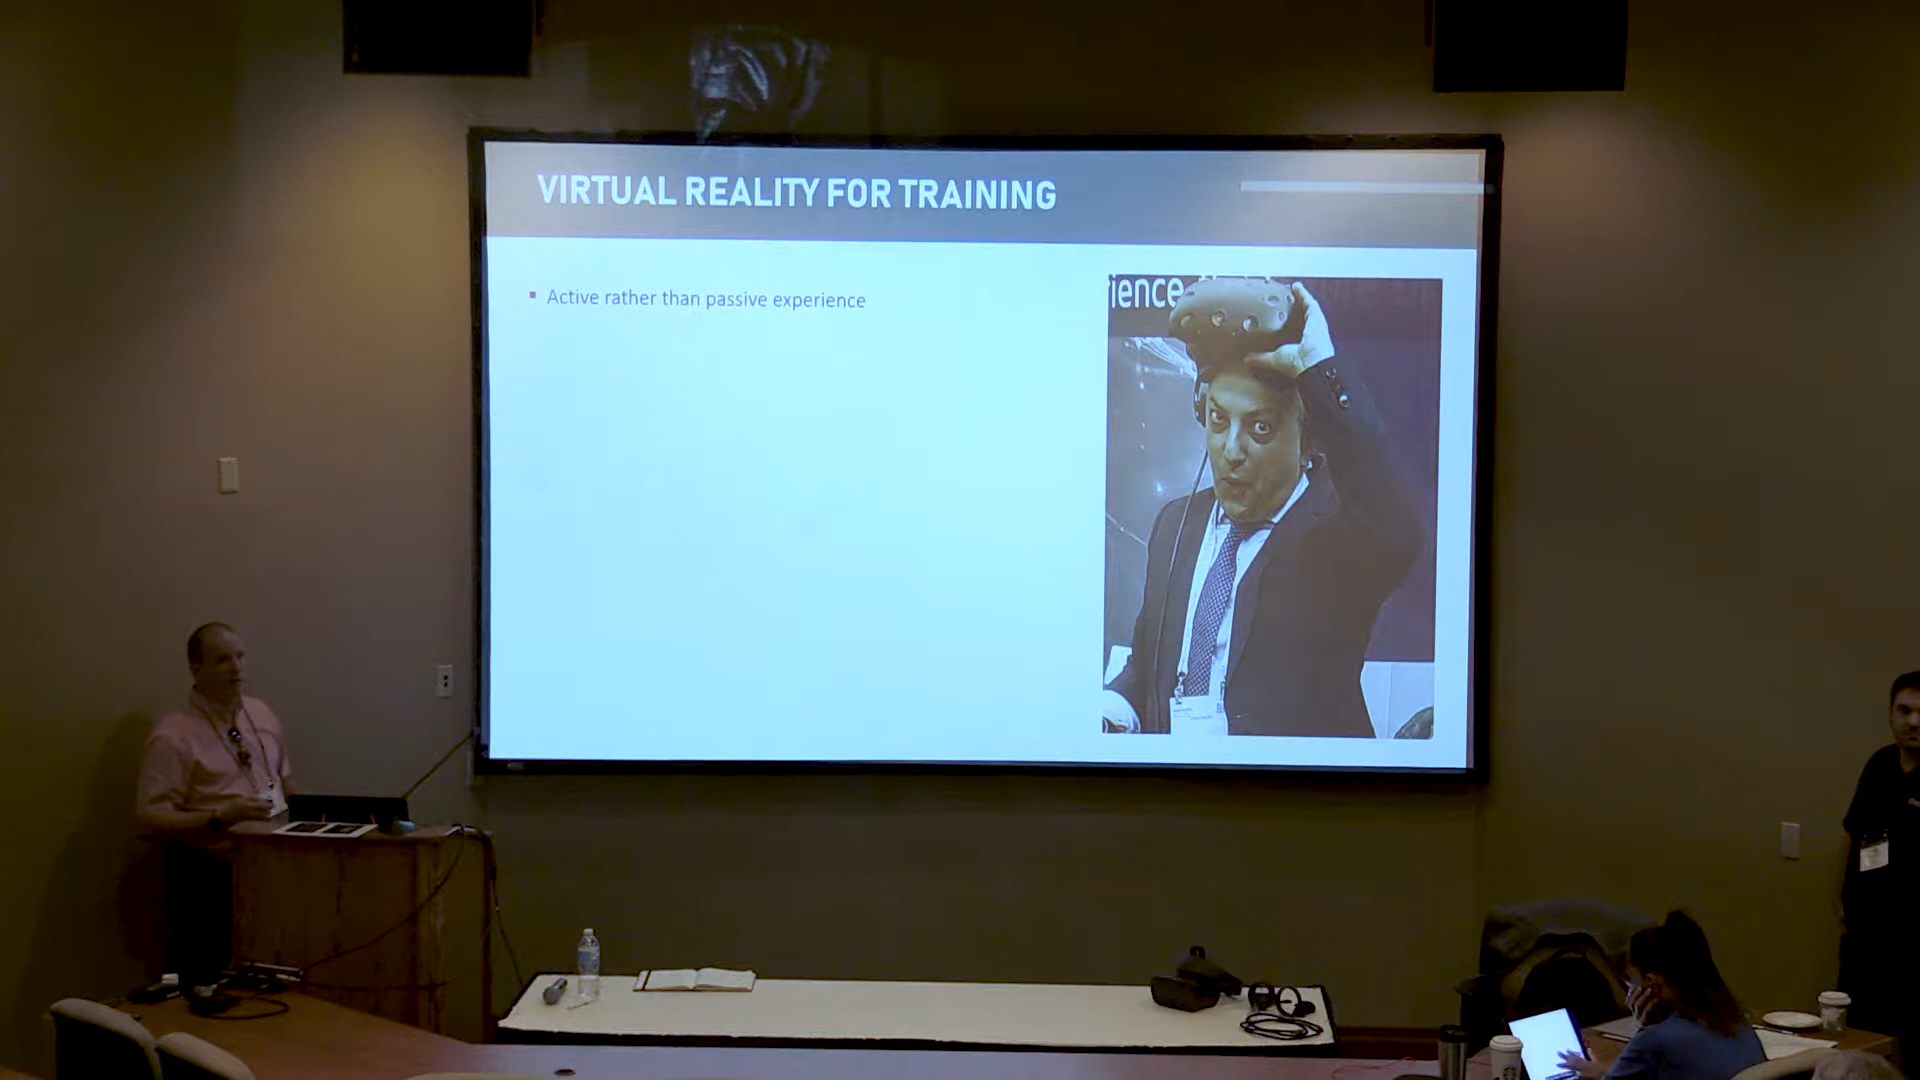 VIRTUAL REALITY FOR TRAINING
Active rather than passive experience
ience